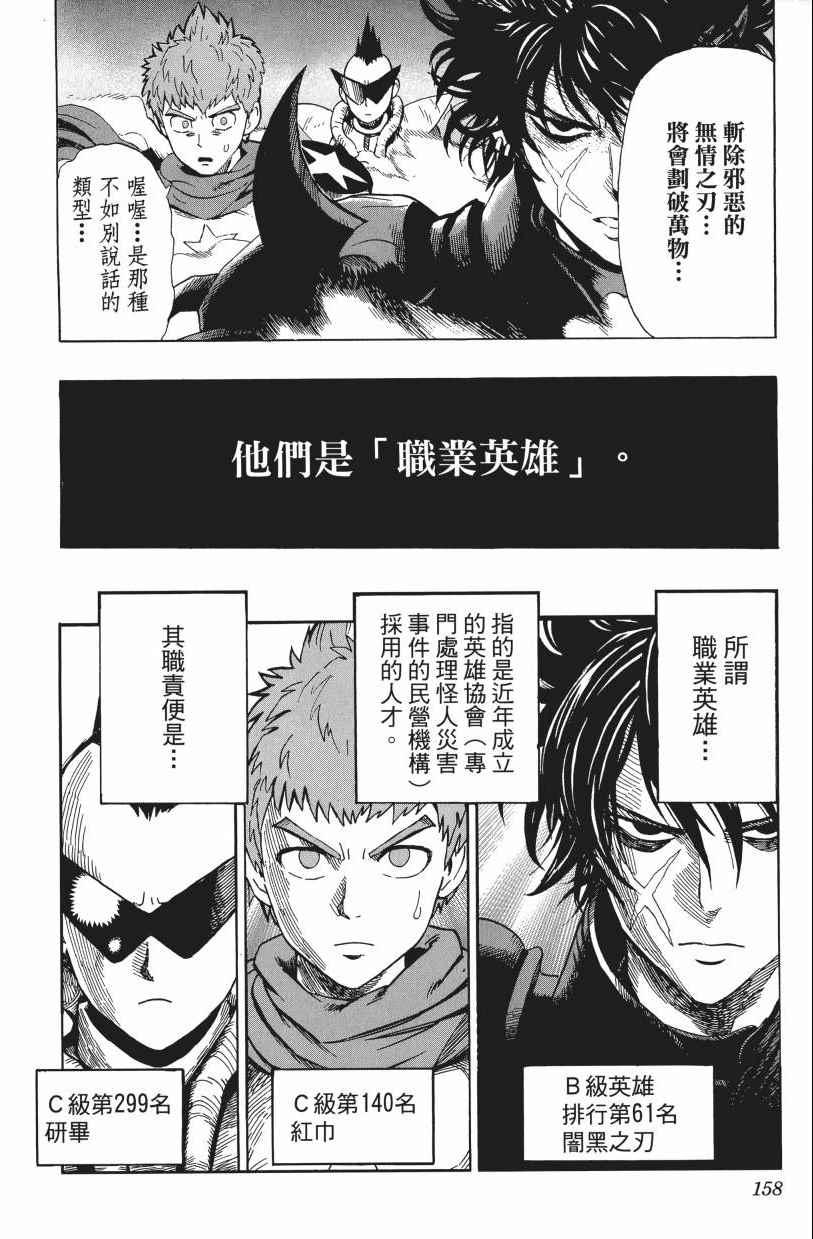 斬除邪惡的
無情之刃…
將會劃破萬物…
喔喔…是那種
不如別說話的
類型…
他們是「職業英雄」。
所謂
職業英雄…
指的是近年成立
的英雄協會（專
門處理怪人災害
事件的民營機構）
採用的人才。
其職責便是…
B級英雄
排行第61名
闇黑之刃
C級第140名
紅巾
C級第299名
研畢
158